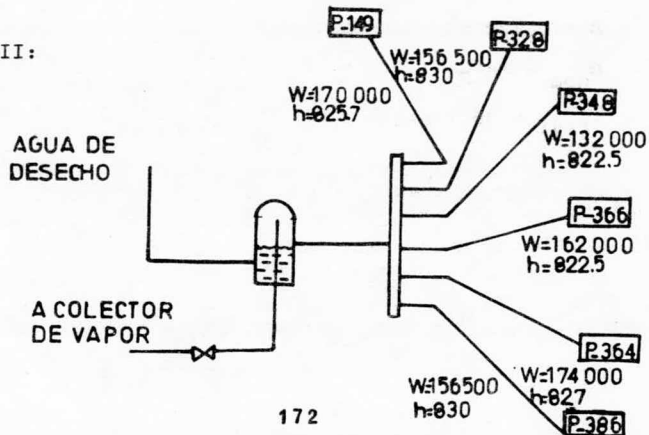 II:
P-149
P-328
W=156 500
h=830
W=170 000
h=825.7
P-348
W=132 000
h=822.5
AGUA DE
DESECHO
P-366
W=162 000
h=822.5
A COLECTOR
DE VAPOR
P-364
W=174 000
h=827
W=156500
h=830
P-386
172